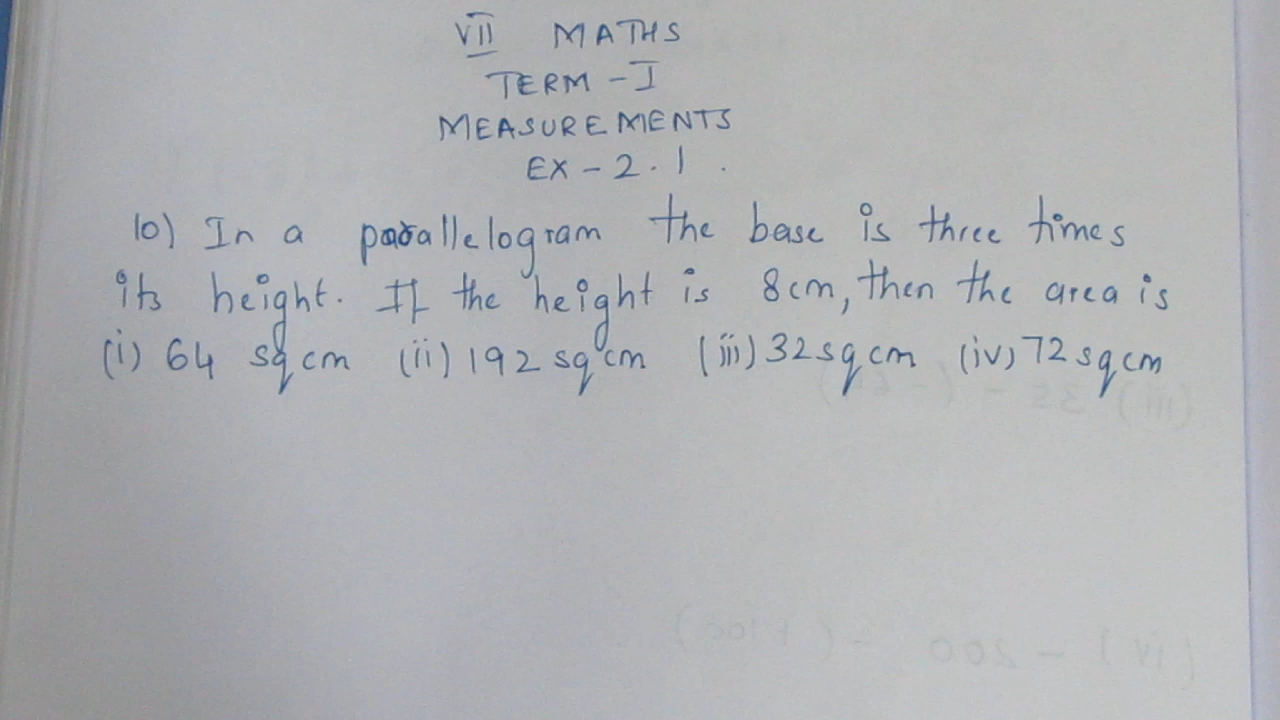 VII MATHS
TERM - I
MEASUREMENTS
EX - 2.1.
10) In a parallelogram the base is three times
its height. If the height is 8cm, then the area is
(i) 64 sq cm (ii) 192 sq cm (iii) 32 sq cm (iv) 72 sq cm